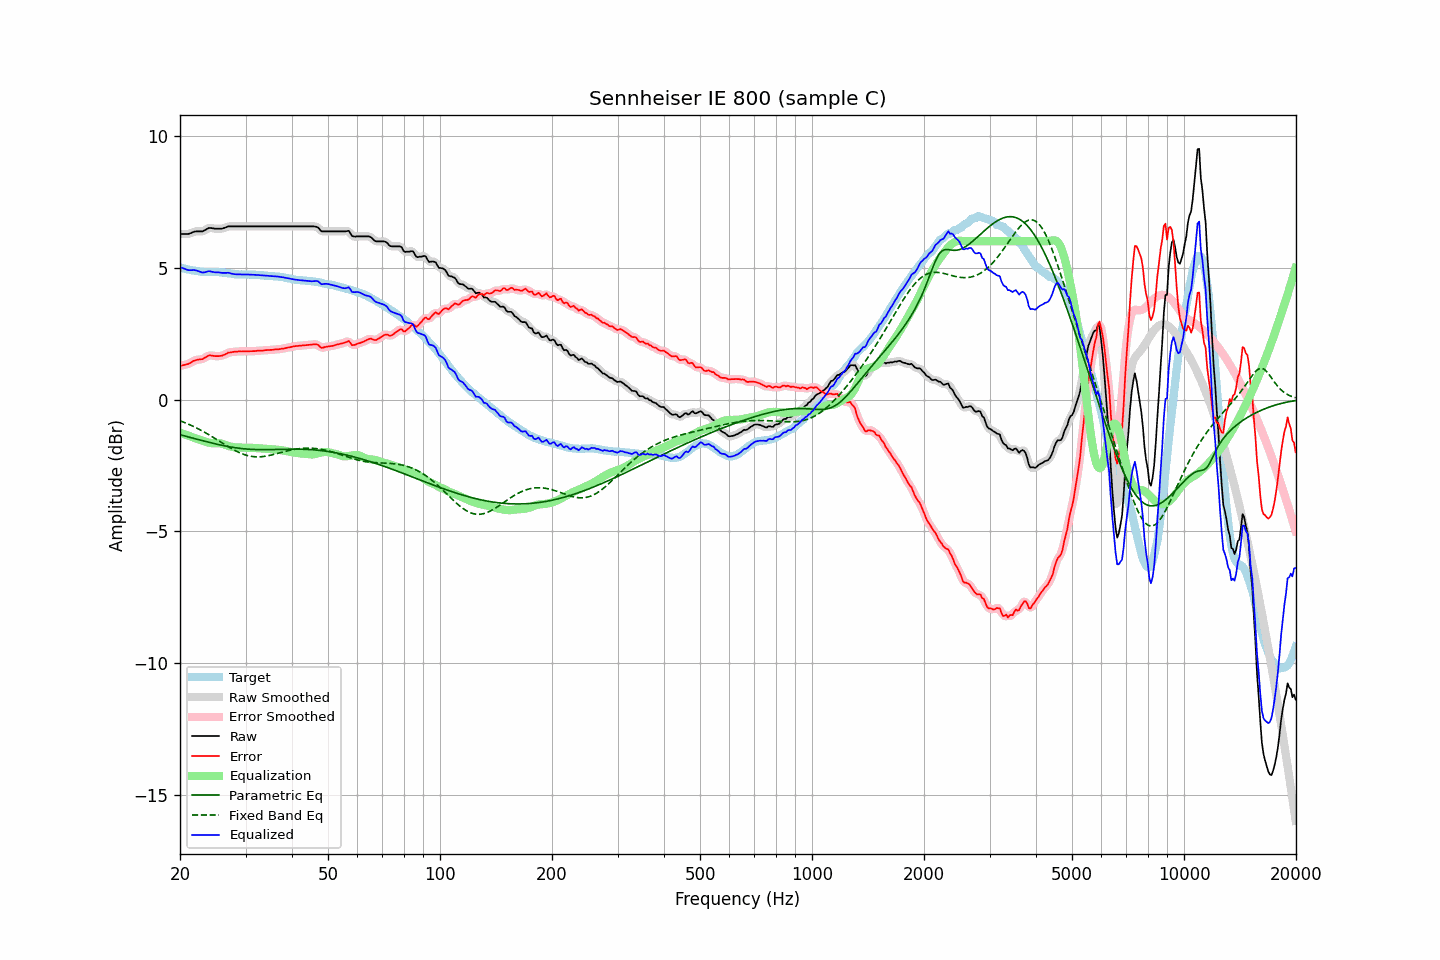 Sennheiser IE 800 (sample C)
Amplitude (dBr)
10
5
0
−5
−10
−15
Target
Raw Smoothed
Error Smoothed
Raw
Error
Equalization
Parametric Eq
Fixed Band Eq
Equalized
20 50 100 200 500 1000 2000 5000 10000 20000
Frequency (Hz)